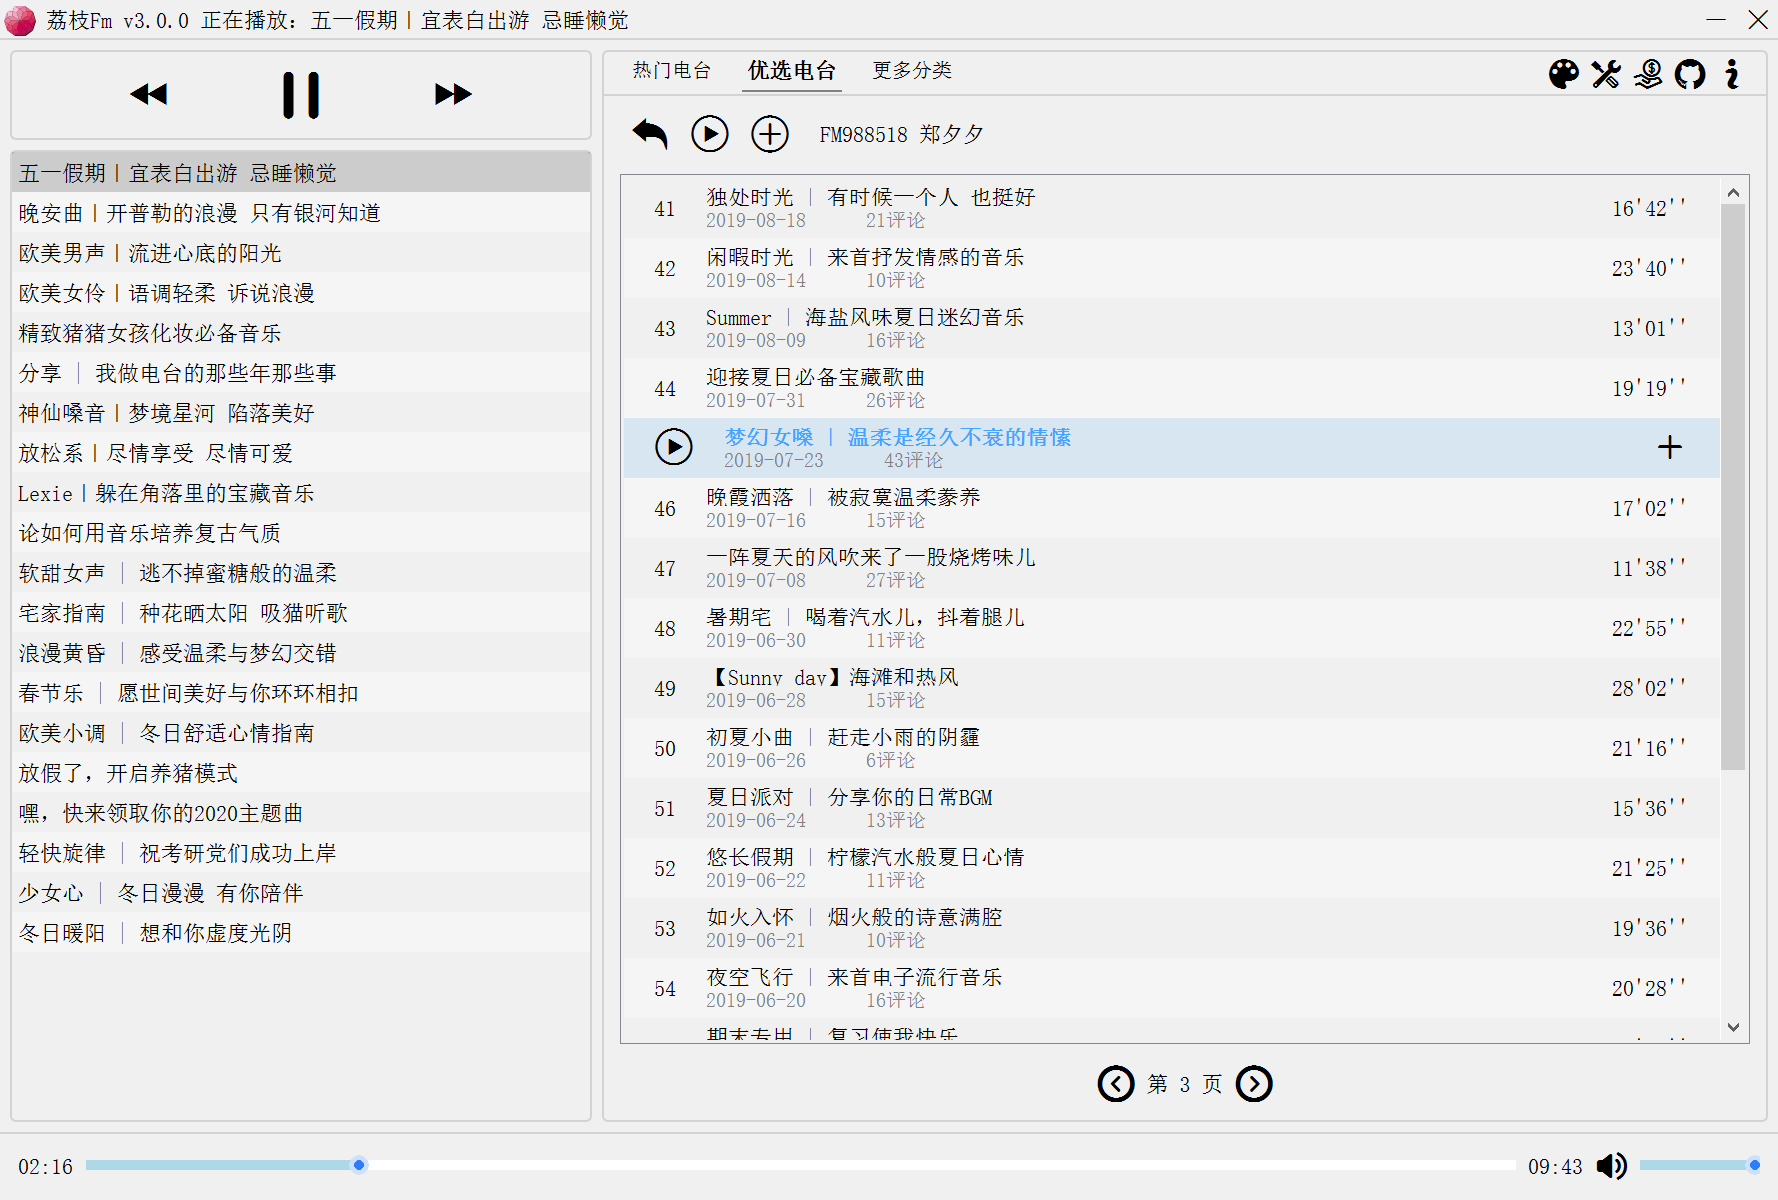 荔枝Fm v3.0.0 正在播放：五一假期丨宜表白出游 忌睡懒觉
热门电台 优选电台 更多分类
FM988518 郑夕夕
五一假期丨宜表白出游 忌睡懒觉
晚安曲丨开普勒的浪漫 只有银河知道
欧美男声丨流进心底的阳光
欧美女伶丨语调轻柔 诉说浪漫
精致猪猪女孩化妆必备音乐
分享 ｜ 我做电台的那些年那些事
神仙嗓音丨梦境星河 陷落美好
放松系丨尽情享受 尽情可爱
Lexie丨躲在角落里的宝藏音乐
论如何用音乐培养复古气质
软甜女声 ｜ 逃不掉蜜糖般的温柔
宅家指南 ｜ 种花晒太阳 吸猫听歌
浪漫黄昏 ｜ 感受温柔与梦幻交错
春节乐 ｜ 愿世间美好与你环环相扣
欧美小调 ｜ 冬日舒适心情指南
放假了，开启养猪模式
嘿，快来领取你的2020主题曲
轻快旋律 ｜ 祝考研党们成功上岸
少女心 ｜ 冬日漫漫 有你陪伴
冬日暖阳 ｜ 想和你虚度光阴
41 独处时光 ｜ 有时候一个人 也挺好 16'42''
2019-08-18 21评论
42 闲暇时光 ｜ 来首抒发情感的音乐 23'40''
2019-08-14 10评论
43 Summer ｜ 海盐风味夏日迷幻音乐 13'01''
2019-08-09 16评论
44 迎接夏日必备宝藏歌曲 19'19''
2019-07-31 26评论
梦幻女嗓 ｜ 温柔是经久不衰的情愫
2019-07-23 43评论
46 晚霞洒落 ｜ 被寂寞温柔豢养 17'02''
2019-07-16 15评论
47 一阵夏天的风吹来了一股烧烤味儿 11'38''
2019-07-08 27评论
48 暑期宅 ｜ 喝着汽水儿，抖着腿儿 22'55''
2019-06-30 11评论
49 【Sunny day】海滩和热风 28'02''
2019-06-28 15评论
50 初夏小曲 ｜ 赶走小雨的阴霾 21'16''
2019-06-26 6评论
51 夏日派对 ｜ 分享你的日常BGM 15'36''
2019-06-24 13评论
52 悠长假期 ｜ 柠檬汽水般夏日心情 21'25''
2019-06-22 11评论
53 如火入怀 ｜ 烟火般的诗意满腔 19'36''
2019-06-21 10评论
54 夜空飞行 ｜ 来首电子流行音乐 20'28''
2019-06-20 16评论
期末专用 ｜ 复习使我快乐
第 3 页
02:16 09:43